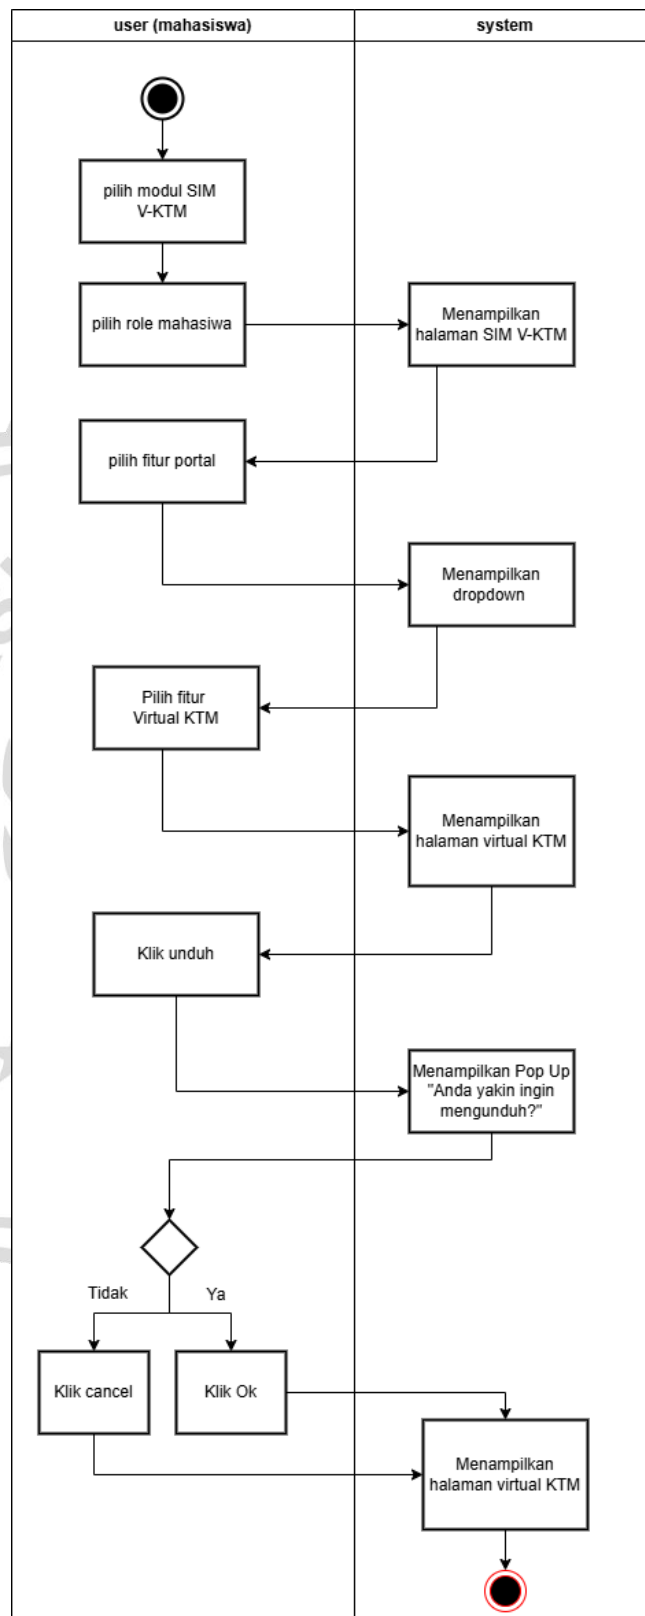 user (mahasiswa)
system
pilih modul SIM
V-KTM
pilih role mahasiwa
Menampilkan
halaman SIM V-KTM
pilih fitur portal
Menampilkan
dropdown
Pilih fitur
Virtual KTM
Menampilkan
halaman virtual KTM
Klik unduh
Menampilkan Pop Up
"Anda yakin ingin
mengunduh?"
Tidak
Ya
Klik cancel
Klik Ok
Menampilkan
halaman virtual KTM